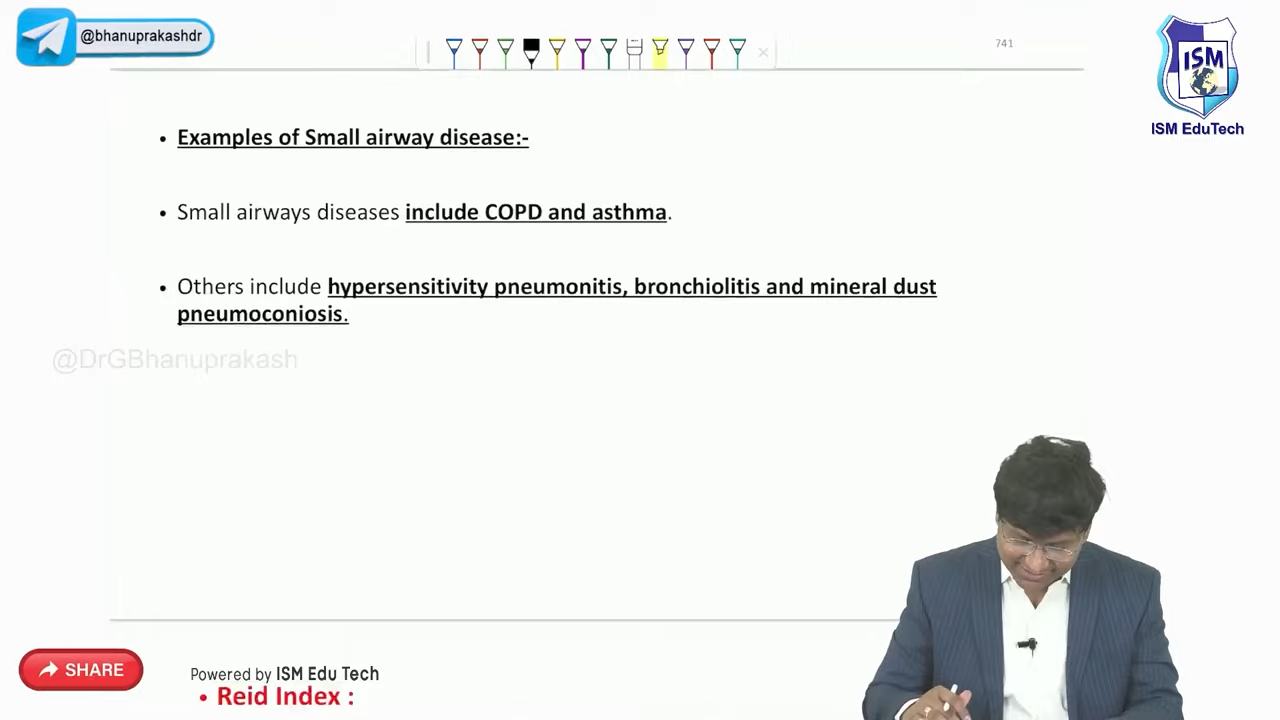 @bhanuprakashdr
741
ISM
ISM EduTech
• Examples of Small airway disease:-
• Small airways diseases include COPD and asthma.
• Others include hypersensitivity pneumonitis, bronchiolitis and mineral dust
pneumoconiosis.
@DrGBhanuprakash
SHARE
Powered by ISM Edu Tech
• Reid Index :